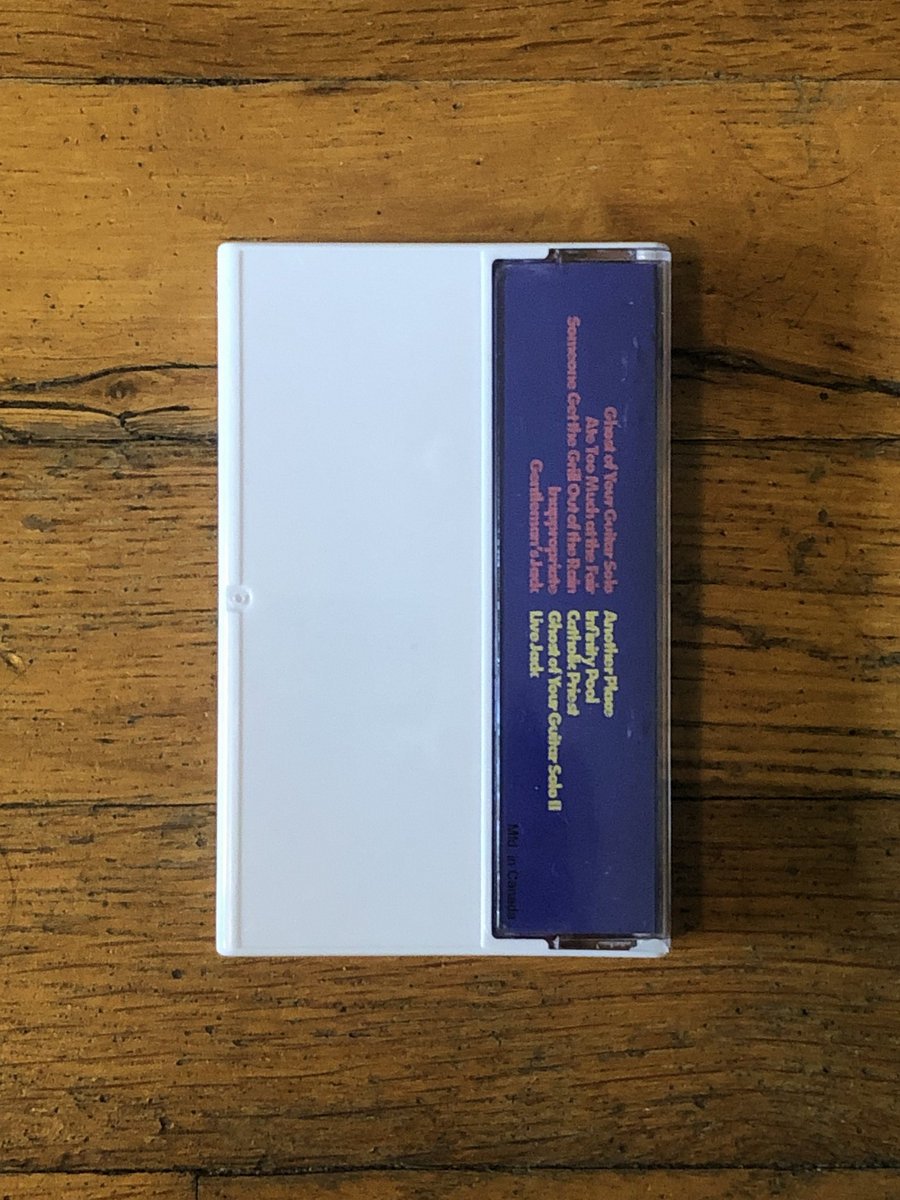 Ghost of Your Guitar Solo
Ate Too Much at the Fair
Someone Get the Grill Out of the Rain
Inappropriate
Gentleman's Jack
Another Place
Infinity Pool
Catholic Priest
Ghost of Your Guitar Solo II
Live Jack
Mfd. in Canada